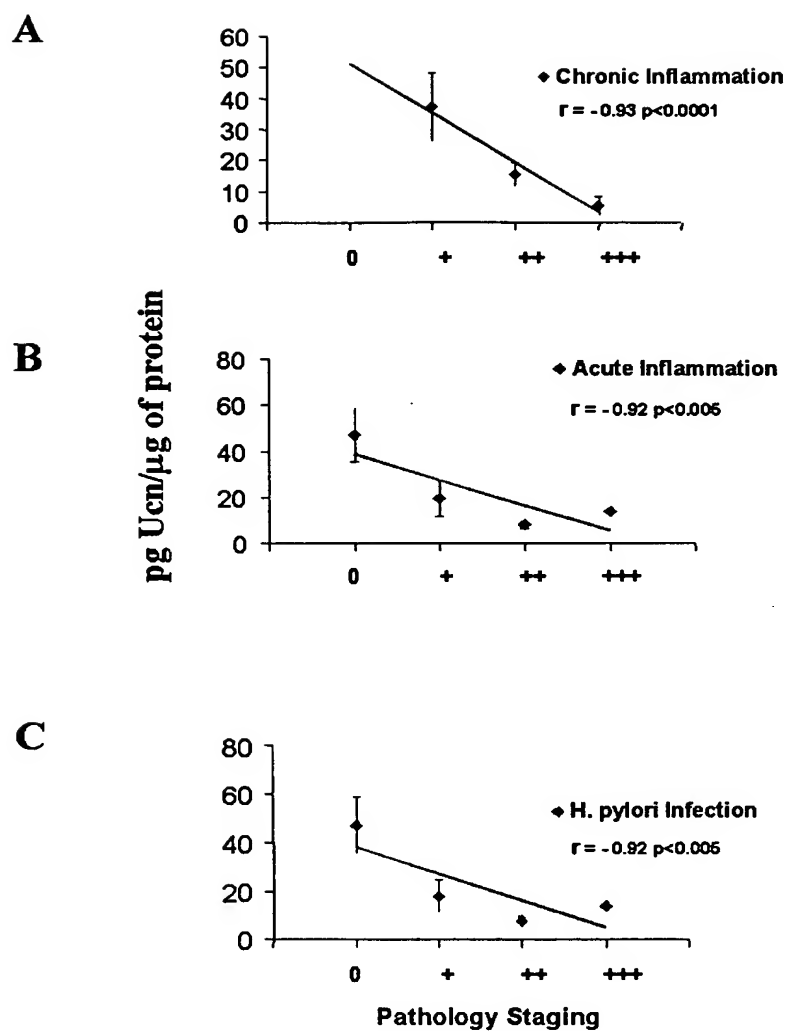 A
60
50
40
30
20
10
0
Chronic Inflammation
r = -0.93 p<0.0001
0 + ++ +++
pg Ucn/μg of protein
B
80
60
40
20
0
Acute Inflammation
r = -0.92 p<0.005
0 + ++ +++
C
80
60
40
20
0
H. pylori Infection
r = -0.92 p<0.005
0 + ++ +++
Pathology Staging